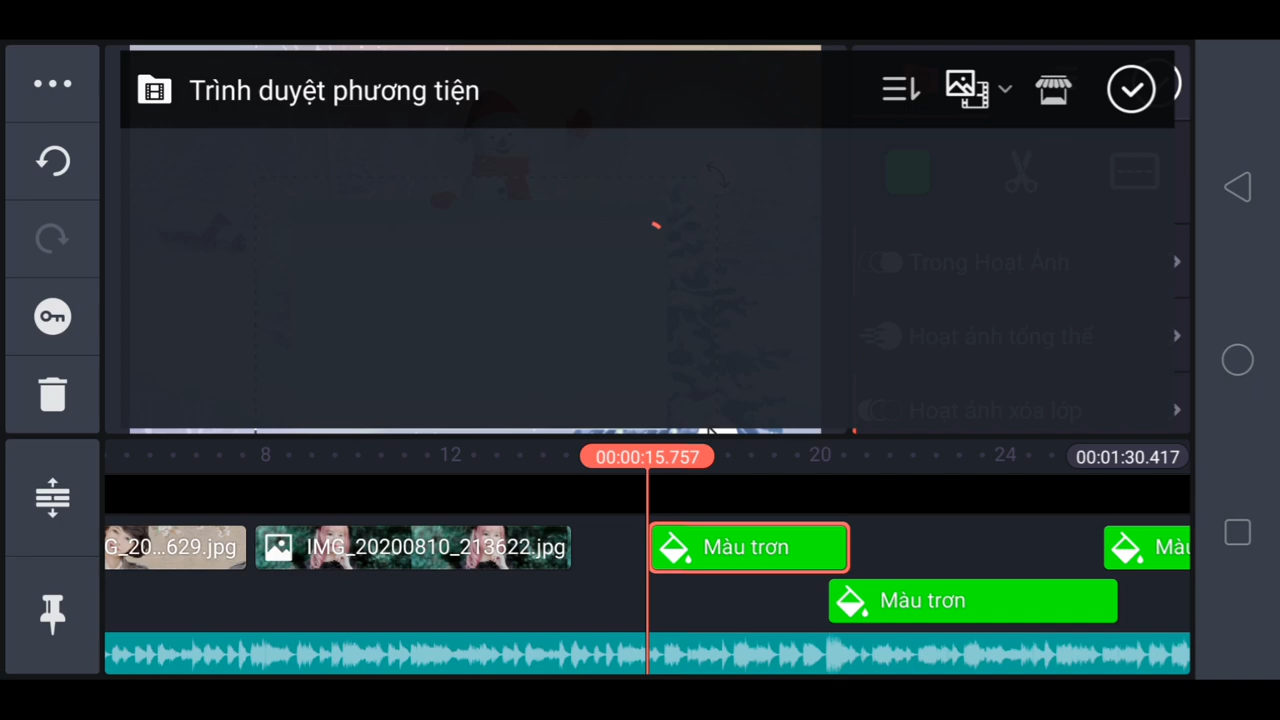 Trình duyệt phương tiện
Trong Hoạt Ảnh
Hoạt ảnh tổng thể
Hoạt ảnh xóa lớp
8
12
00:00:15.757
20
24
00:01:30.417
G_20...629.jpg
IMG_20200810_213622.jpg
Màu trơn
Màu
Màu trơn